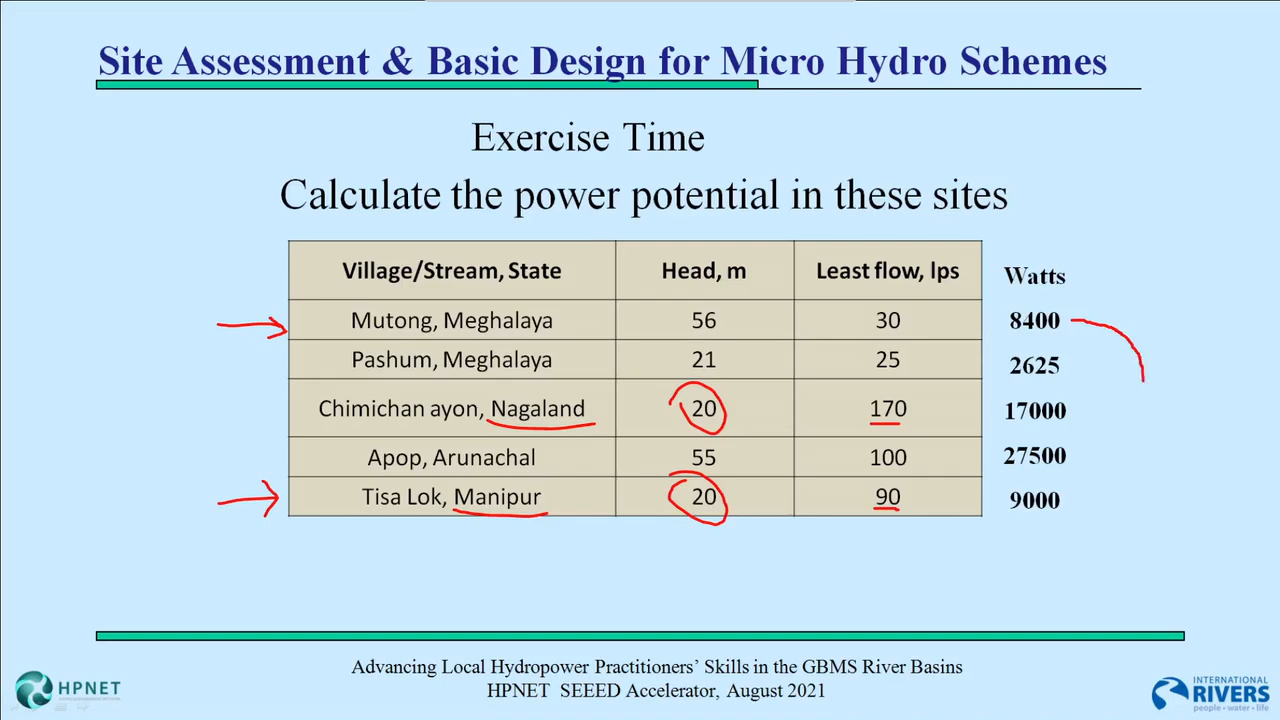 Site Assessment & Basic Design for Micro Hydro Schemes
Exercise Time
Calculate the power potential in these sites
Village/Stream, State Head, m Least flow, lps Watts
Mutong, Meghalaya 56 30 8400
Pashum, Meghalaya 21 25 2625
Chimichan ayon, Nagaland 20 170 17000
Apop, Arunachal 55 100 27500
Tisa Lok, Manipur 20 90 9000
Advancing Local Hydropower Practitioners’ Skills in the GBMS River Basins
HPNET SEEED Accelerator, August 2021
HPNET
INTERNATIONAL
RIVERS
people • water • life